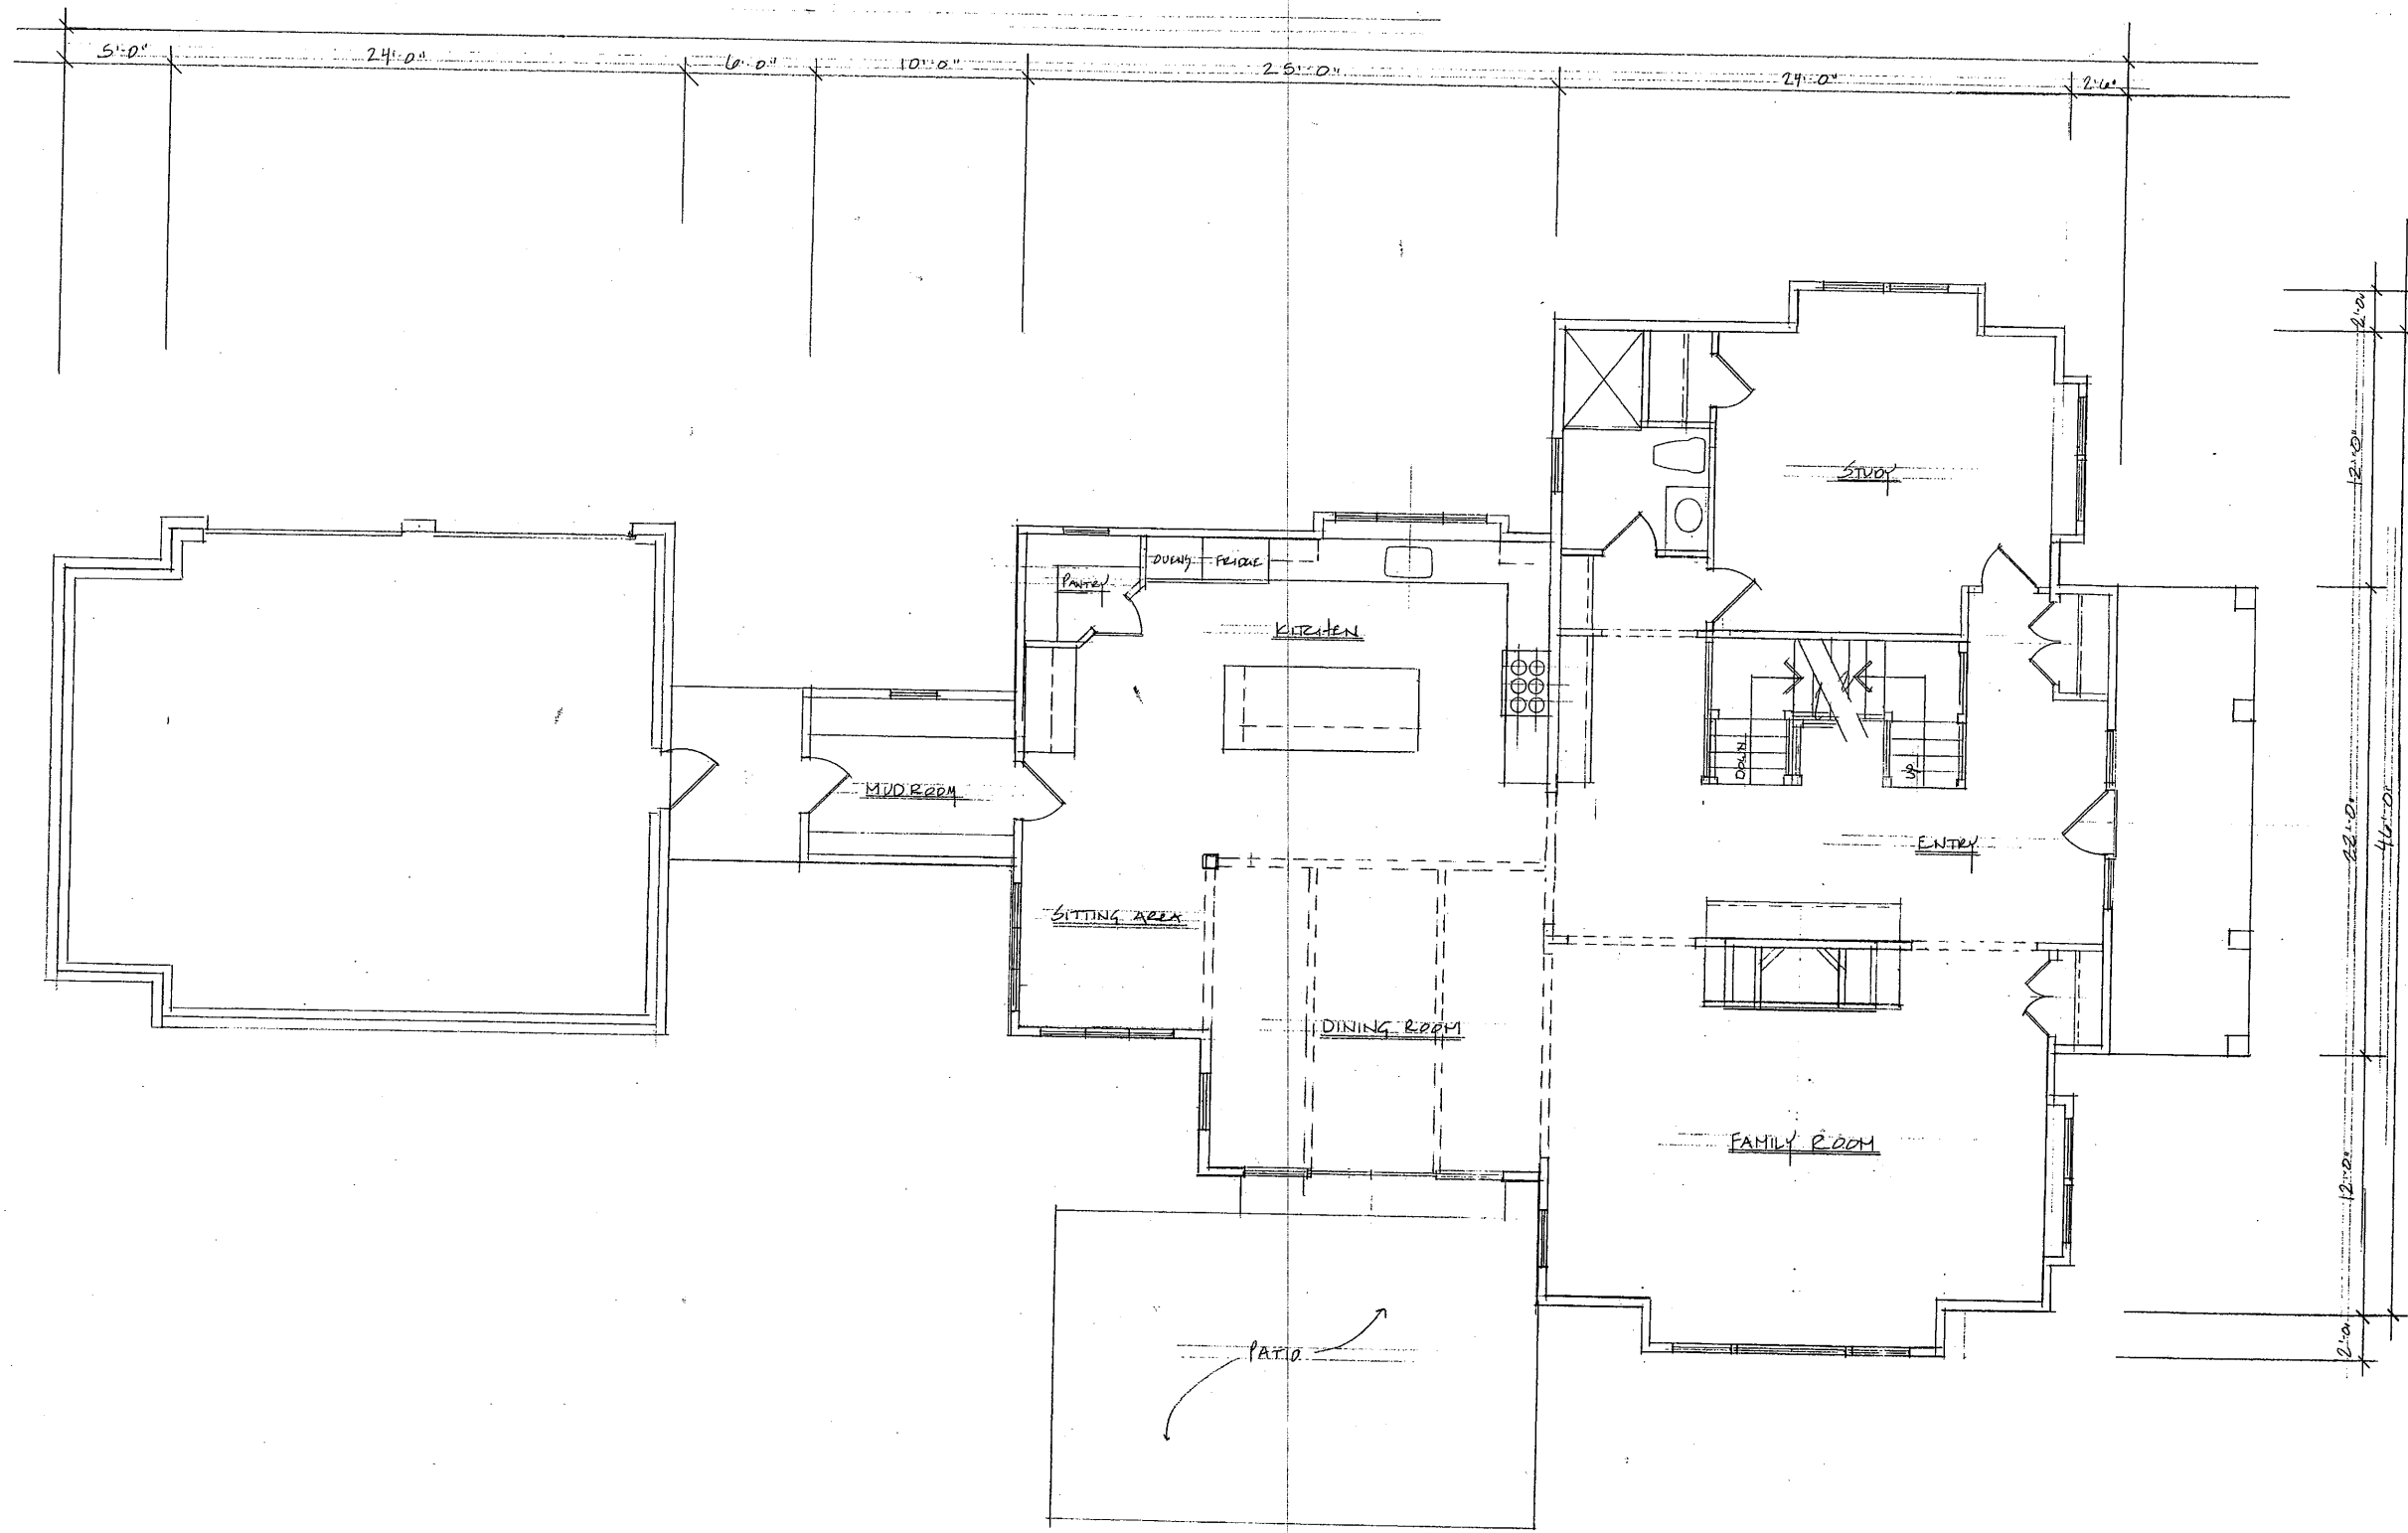 5'-0"
24'-0"
6'-0"
10'-0"
25'-0"
24'-0"
2'-6"
2'-0"
12'-0"
STUDY
OVENS
FRIDGE
PANTRY
KITCHEN
DOWN
UP
MUD ROOM
22'-0"
46'-0"
ENTRY
SITTING AREA
DINING ROOM
FAMILY ROOM
12'-0"
2'-0"
PATIO